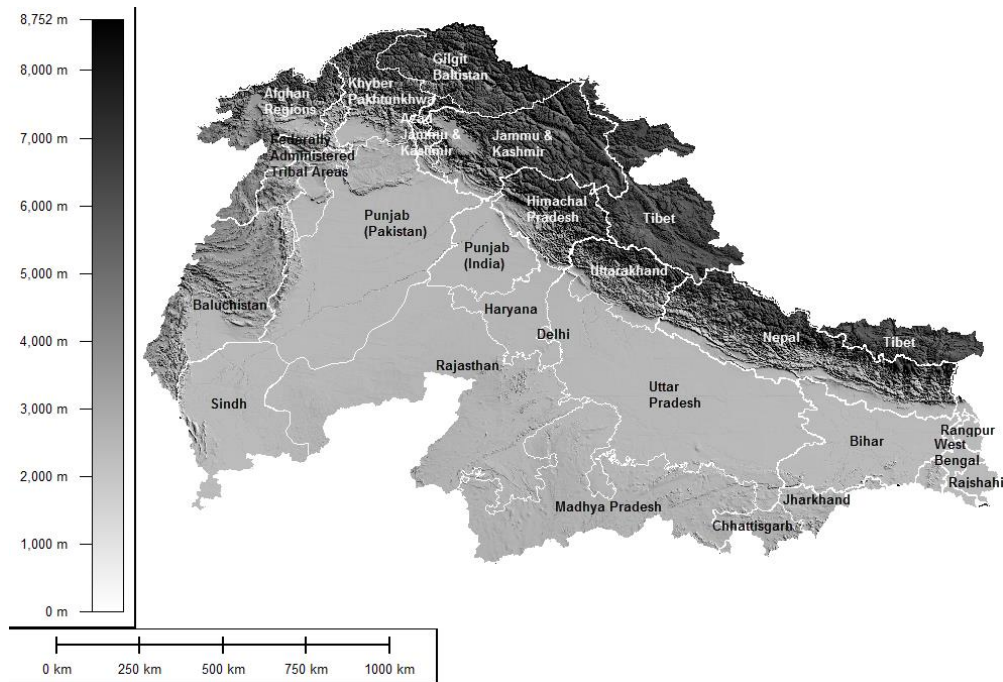 8,752 m
8,000 m
7,000 m
6,000 m
5,000 m
4,000 m
3,000 m
2,000 m
1,000 m
0 m
Gilgit
Baltistan
Khyber
Pakhtunkhwa
Afghan
Regions
Azad
Jammu &
Kashmir
Jammu &
Kashmir
Federally
Administered
Tribal Areas
Himachal
Pradesh
Tibet
Punjab
(Pakistan)
Punjab
(India)
Uttarakhand
Baluchistan
Haryana
Delhi
Nepal
Tibet
Rajasthan
Uttar
Pradesh
Sindh
Bihar
Rangpur
West
Bengal
Rajshahi
Jharkhand
Madhya Pradesh
Chhattisgarh
0 km 250 km 500 km 750 km 1000 km